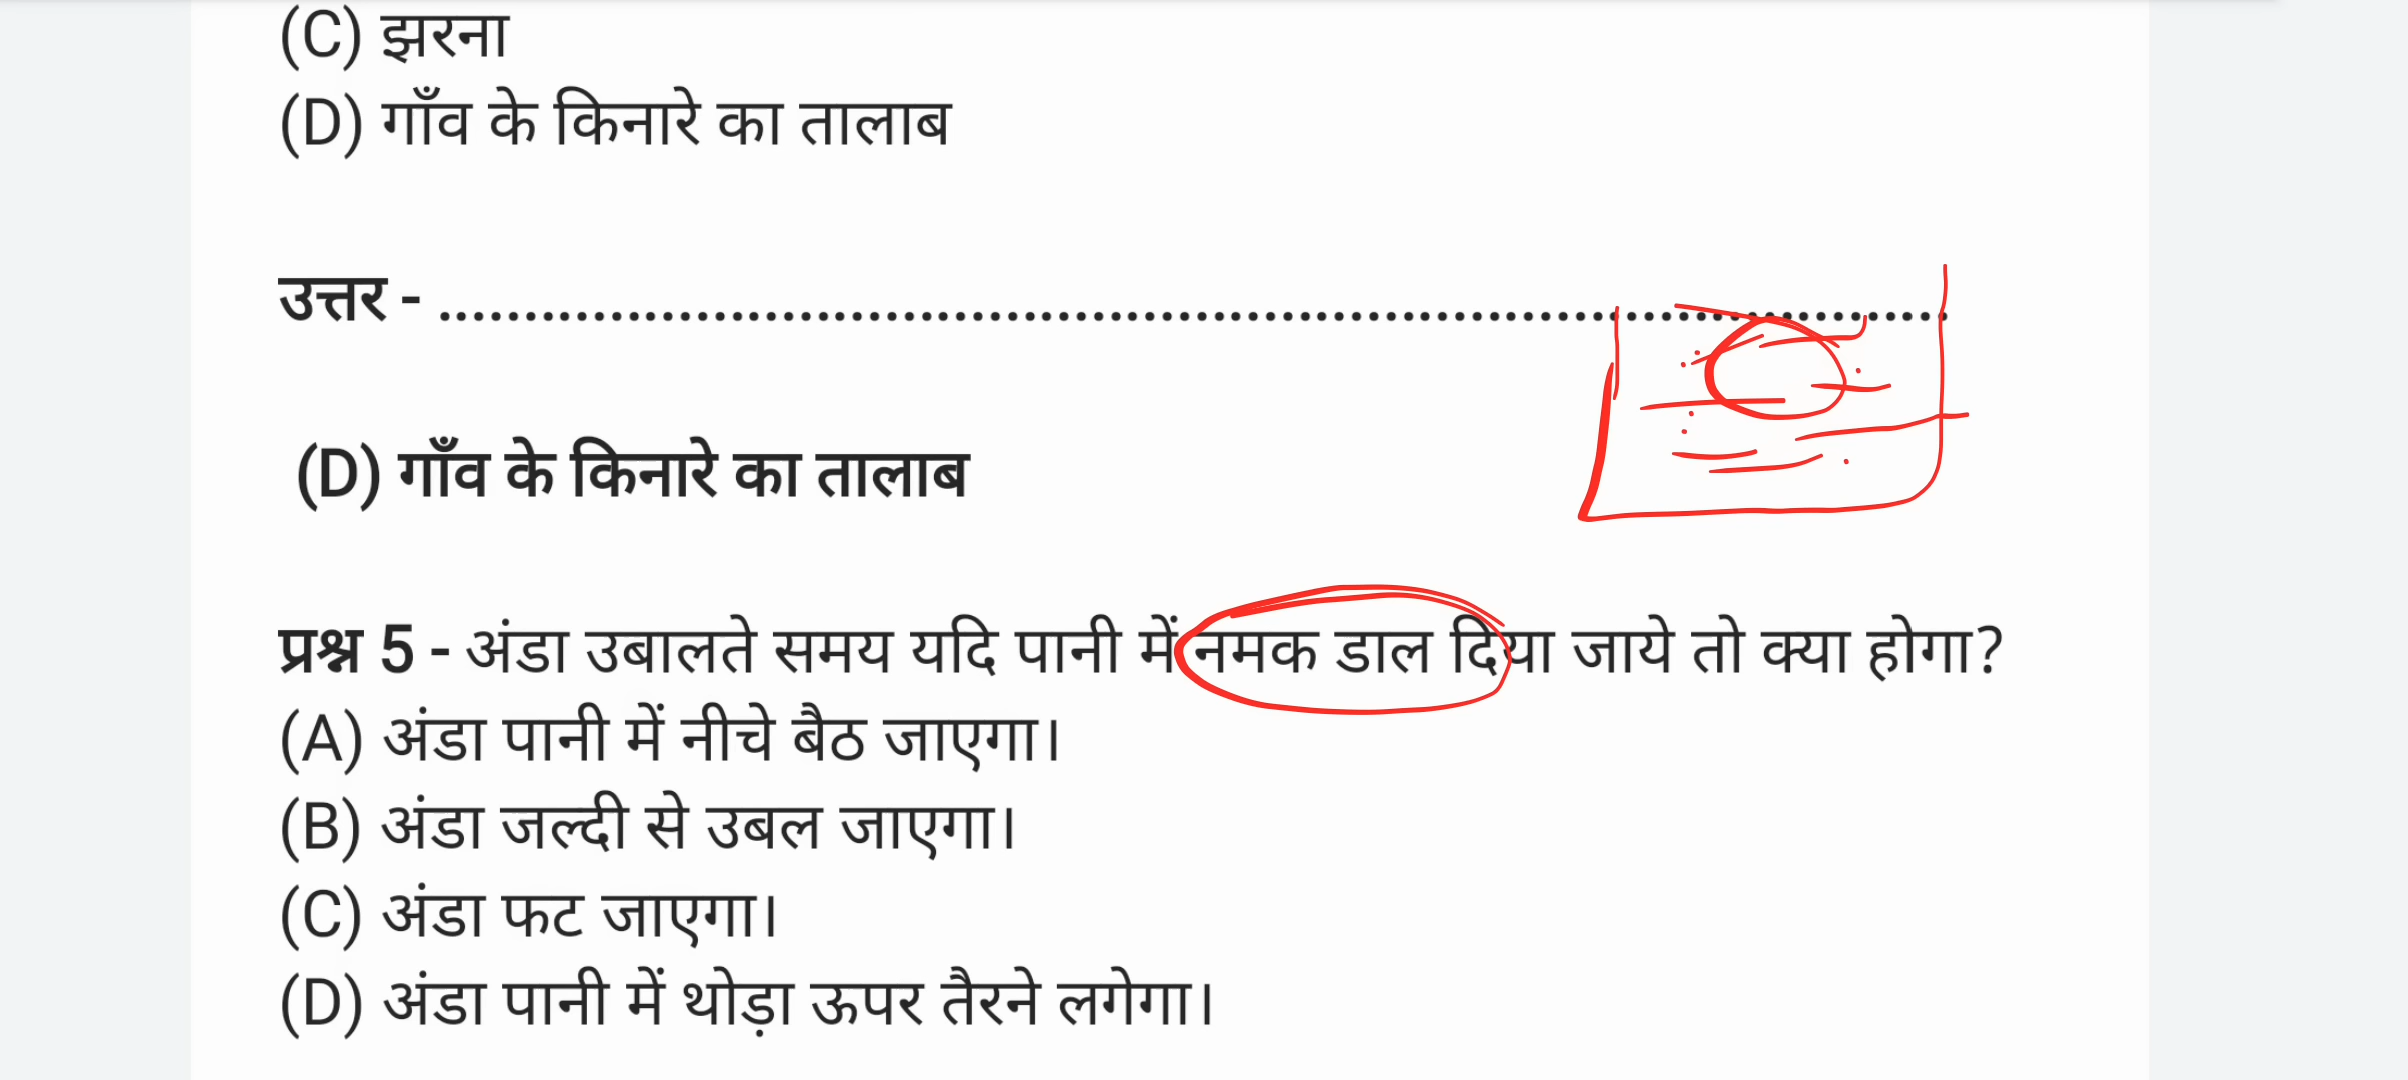 (C) झरना
(D) गाँव के किनारे का तालाब
उत्तर - ........................................................................................
(D) गाँव के किनारे का तालाब
प्रश्न 5 - अंडा उबालते समय यदि पानी में नमक डाल दिया जाये तो क्या होगा?
(A) अंडा पानी में नीचे बैठ जाएगा।
(B) अंडा जल्दी से उबल जाएगा।
(C) अंडा फट जाएगा।
(D) अंडा पानी में थोड़ा ऊपर तैरने लगेगा।